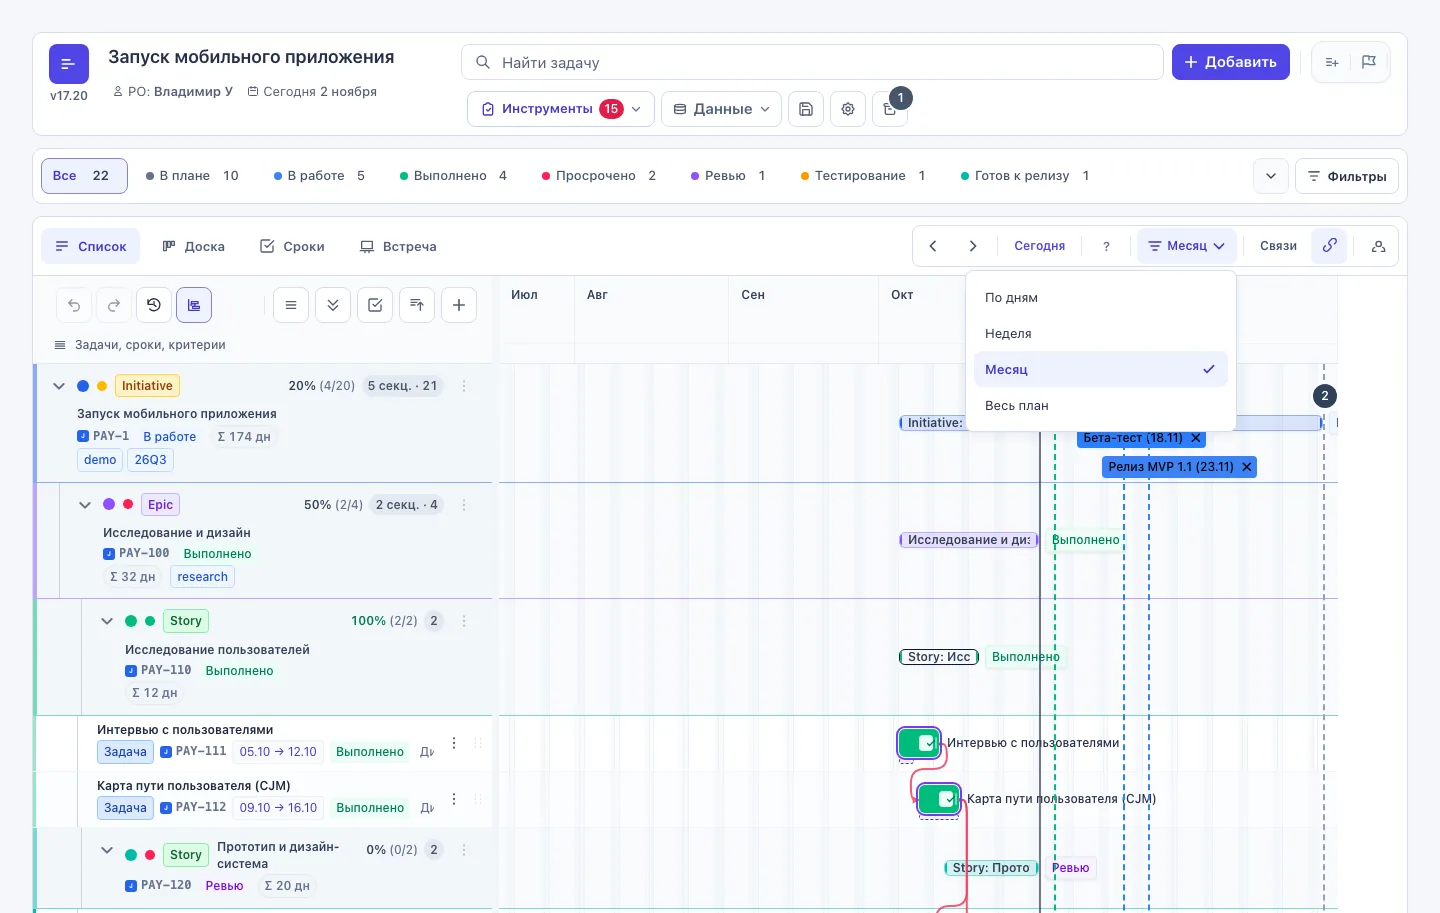 Запуск мобильного приложения
v17.20
PO: Владимир У
Сегодня 2 ноября
Найти задачу
Добавить
Инструменты 15
Данные
1
Все 22
В плане 10
В работе 5
Выполнено 4
Просрочено 2
Ревью 1
Тестирование 1
Готов к релизу 1
Фильтры
Список
Доска
Сроки
Встреча
Сегодня
?
Месяц
Связи
Задачи, сроки, критерии
Июл
Авг
Сен
Окт
По дням
Неделя
Месяц
Весь план
Initiative
20% (4/20)
5 секц. · 21
Запуск мобильного приложения
PAY-1 В работе Σ 174 дн
demo 26Q3
Initiative:
2
Бета-тест (18.11) ✕
Релиз MVP 1.1 (23.11) ✕
Epic
50% (2/4)
2 секц. · 4
Исследование и дизайн
PAY-100 Выполнено
Σ 32 дн research
Исследование и диз
Выполнено
Story
100% (2/2) 2
Исследование пользователей
PAY-110 Выполнено
Σ 12 дн
Story: Исс
Выполнено
Интервью с пользователями
Задача PAY-111 05.10 → 12.10 Выполнено Ди
Интервью с пользователями
Карта пути пользователя (CJM)
Задача PAY-112 09.10 → 16.10 Выполнено Ди
Карта пути пользователя (CJM)
Story
Прототип и дизайн-
система
0% (0/2) 2
PAY-120 Ревью Σ 20 дн
Story: Прото
Ревью